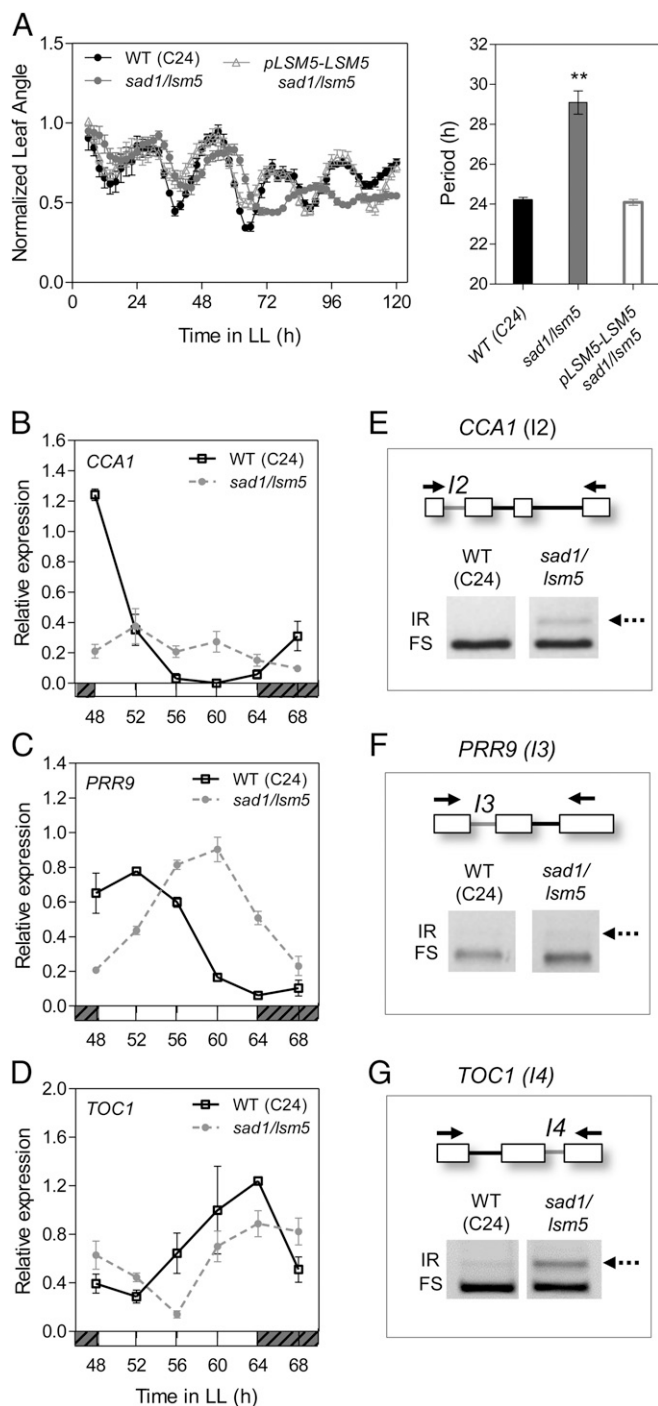 A
WT (C24)
sad1/lsm5
pLSM5-LSM5
sad1/lsm5
Normalized Leaf Angle
1.5
1.0
0.5
0.0
0
24
48
72
96
120
Time in LL (h)
Period (h)
32
30
28
26
24
22
20
**
WT (C24)
sad1/lsm5
pLSM5-LSM5
sad1/lsm5
B
CCA1
WT (C24)
sad1/lsm5
Relative expression
1.6
1.4
1.2
1.0
0.8
0.6
0.4
0.2
0.0
48 52 56 60 64 68
E
CCA1 (I2)
I2
WT
(C24)
sad1/
lsm5
IR
FS
C
PRR9
WT (C24)
sad1/lsm5
Relative expression
1.4
1.2
1.0
0.8
0.6
0.4
0.2
0.0
48 52 56 60 64 68
F
PRR9 (I3)
I3
WT
(C24)
sad1/
lsm5
IR
FS
D
TOC1
WT (C24)
sad1/lsm5
Relative expression
2.0
1.6
1.2
0.8
0.4
0.0
48 52 56 60 64 68
Time in LL (h)
G
TOC1 (I4)
I4
WT
(C24)
sad1/
lsm5
IR
FS